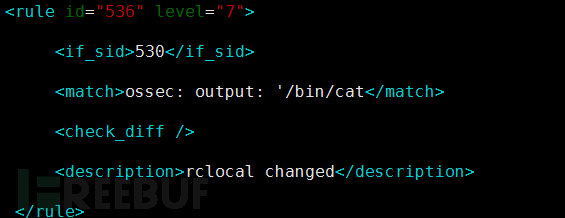 <rule id="536" level="7">
<if_sid>530</if_sid>
<match>ossec: output: '/bin/cat</match>
<check_diff />
<description>rclocal changed</description>
FREEBUF
</rule>